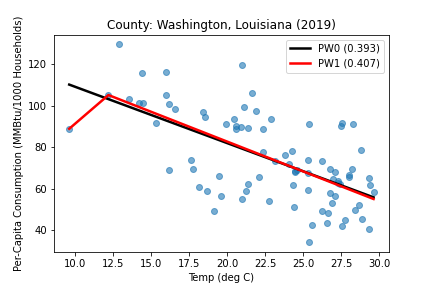 County: Washington, Louisiana (2019)
PW0 (0.393)
PW1 (0.407)
Per-Capita Consumption (MMBtu/1000 Households)
120
100
80
60
40
10.0 12.5 15.0 17.5 20.0 22.5 25.0 27.5 30.0
Temp (deg C)